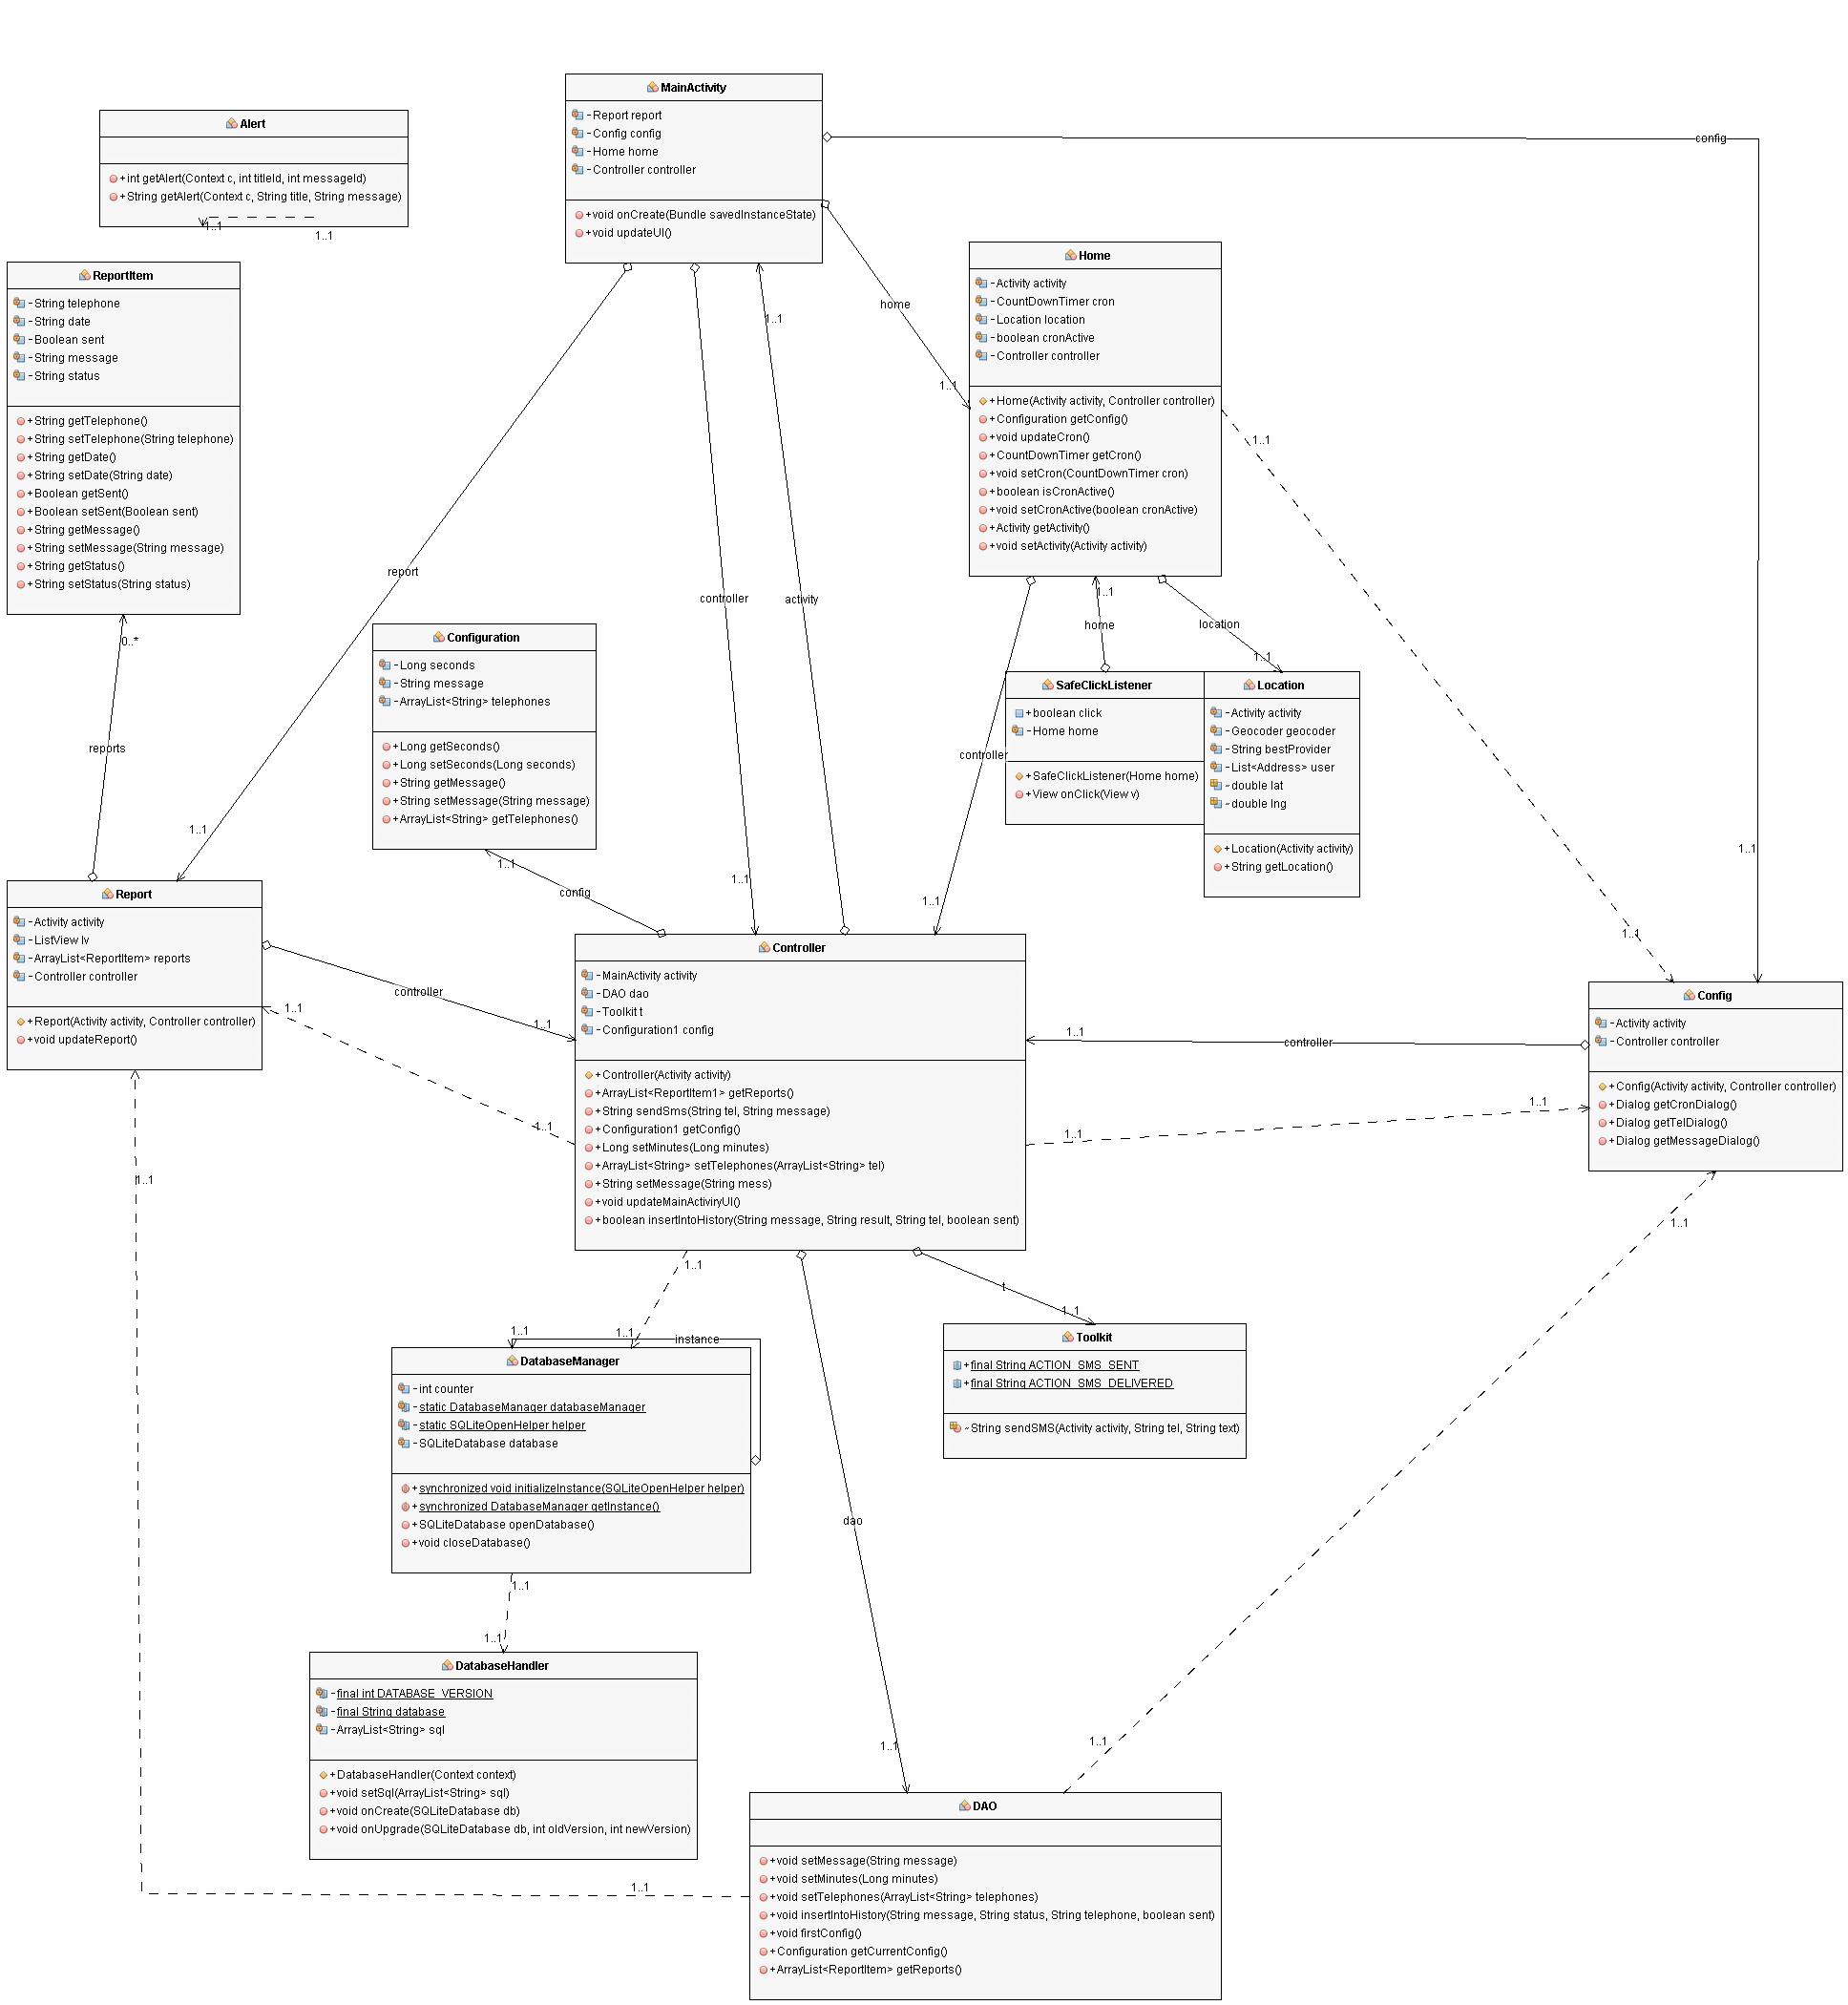 MainActivity
-Report report
-Config config
-Home home
-Controller controller
+void onCreate(Bundle savedInstanceState)
+void updateUI()
config
Alert
+int getAlert(Context c, int titleId, int messageId)
+String getAlert(Context c, String title, String message)
1..1
1..1
ReportItem
-String telephone
-String date
-Boolean sent
-String message
-String status
+String getTelephone()
+String setTelephone(String telephone)
+String getDate()
+String setDate(String date)
+Boolean getSent()
+Boolean setSent(Boolean sent)
+String getMessage()
+String setMessage(String message)
+String getStatus()
+String setStatus(String status)
0..*
reports
1..1
home
1..1
Home
-Activity activity
-CountDownTimer cron
-Location location
-boolean cronActive
-Controller controller
+Home(Activity activity, Controller controller)
+Configuration getConfig()
+void updateCron()
+CountDownTimer getCron()
+void setCron(CountDownTimer cron)
+boolean isCronActive()
+void setCronActive(boolean cronActive)
+Activity getActivity()
+void setActivity(Activity activity)
1..1
report
controller
activity
1..1
home
location
1..1
Configuration
-Long seconds
-String message
-ArrayList<String> telephones
+Long getSeconds()
+Long setSeconds(Long seconds)
+String getMessage()
+String setMessage(String message)
+ArrayList<String> getTelephones()
SafeClickListener
+boolean click
-Home home
+SafeClickListener(Home home)
+View onClick(View v)
Location
-Activity activity
-Geocoder geocoder
-String bestProvider
-List<Address> user
~double lat
~double lng
+Location(Activity activity)
+String getLocation()
controller
1..1
1..1
1..1
config
1..1
1..1
1..1
1..1
Report
-Activity activity
-ListView lv
-ArrayList<ReportItem> reports
-Controller controller
+Report(Activity activity, Controller controller)
+void updateReport()
controller
1..1
1..1
1..1
1..1
Controller
-MainActivity activity
-DAO dao
-Toolkit t
-Configuration1 config
+Controller(Activity activity)
+ArrayList<ReportItem1> getReports()
+String sendSms(String tel, String message)
+Configuration1 getConfig()
+Long setMinutes(Long minutes)
+ArrayList<String> setTelephones(ArrayList<String> tel)
+String setMessage(String mess)
+void updateMainActiviryUI()
+boolean insertIntoHistory(String message, String result, String tel, boolean sent)
1..1
controller
1..1
1..1
Config
-Activity activity
-Controller controller
+Config(Activity activity, Controller controller)
+Dialog getCronDialog()
+Dialog getTelDialog()
+Dialog getMessageDialog()
1..1
1..1
t
1..1
1..1
1..1
instance
DatabaseManager
-int counter
-static DatabaseManager databaseManager
-static SQLiteOpenHelper helper
-SQLiteDatabase database
+synchronized void initializeInstance(SQLiteOpenHelper helper)
+synchronized DatabaseManager getInstance()
+SQLiteDatabase openDatabase()
+void closeDatabase()
Toolkit
+final String ACTION_SMS_SENT
+final String ACTION_SMS_DELIVERED
~String sendSMS(Activity activity, String tel, String text)
dao
1..1
1..1
DatabaseHandler
-final int DATABASE_VERSION
-final String database
-ArrayList<String> sql
+DatabaseHandler(Context context)
+void setSql(ArrayList<String> sql)
+void onCreate(SQLiteDatabase db)
+void onUpgrade(SQLiteDatabase db, int oldVersion, int newVersion)
1..1
1..1
1..1
DAO
+void setMessage(String message)
+void setMinutes(Long minutes)
+void setTelephones(ArrayList<String> telephones)
+void insertIntoHistory(String message, String status, String telephone, boolean sent)
+void firstConfig()
+Configuration getCurrentConfig()
+ArrayList<ReportItem> getReports()